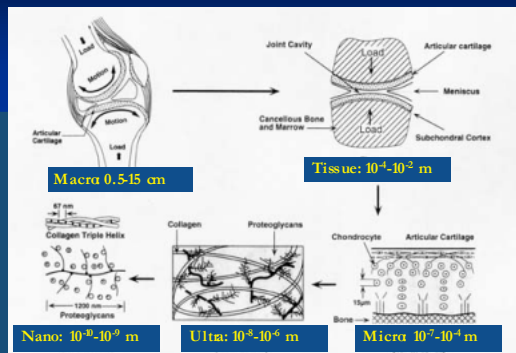 Load
Motion
Motion
Articular
Cartilage
Load
Macro 0.5-15 cm
Joint Cavity
Articular cartilage
Load
Meniscus
Cancellous Bone
and Marrow
Load
Subchondral Cortex
Tissue: 10⁻⁴-10⁻² m
67 nm
Collagen Triple Helix
1200 nm
Proteoglycans
Nano: 10⁻¹⁰-10⁻⁹ m
Collagen
Proteoglycans
Ultra: 10⁻⁸-10⁻⁶ m
Chondrocyte
Articular Cartilage
15µm
Bone
Micro 10⁻⁷-10⁻⁴ m